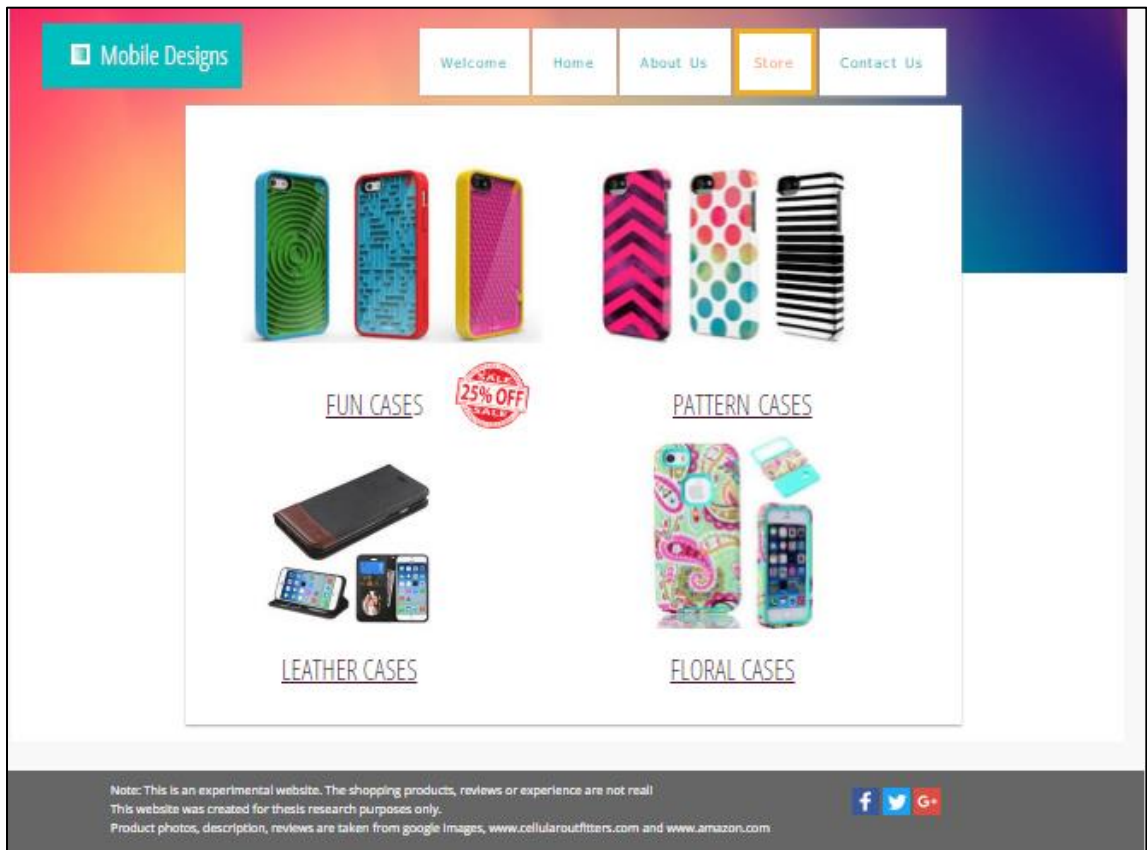 Mobile Designs
Welcome
Home
About Us
Store
Contact Us
SALE
25% OFF
SALE
FUN CASES
PATTERN CASES
LEATHER CASES
FLORAL CASES
Note: This is an experimental website. The shopping products, reviews or experience are not real!
This website was created for thesis research purposes only.
Product photos, description, reviews are taken from google images, www.cellularoutfitters.com and www.amazon.com
f
G+